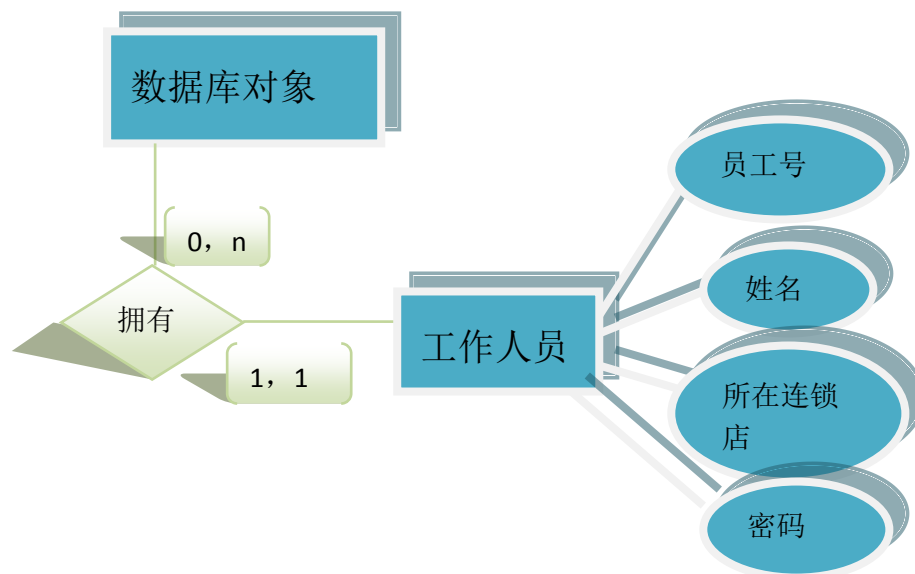 数据库对象
员工号
0，n
姓名
拥有
工作人员
1，1
所在连锁
店
密码